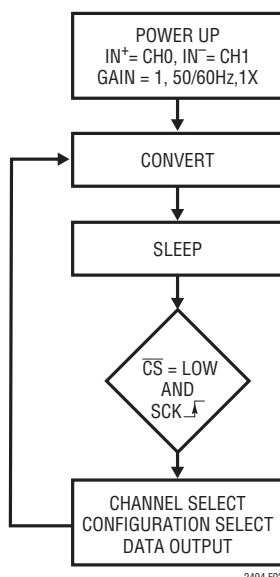 POWER UP
IN⁺= CH0, IN⁻= CH1
GAIN = 1, 50/60Hz,1X
CONVERT
SLEEP
C̅S̅ = LOW
AND
SCK
CHANNEL SELECT
CONFIGURATION SELECT
DATA OUTPUT